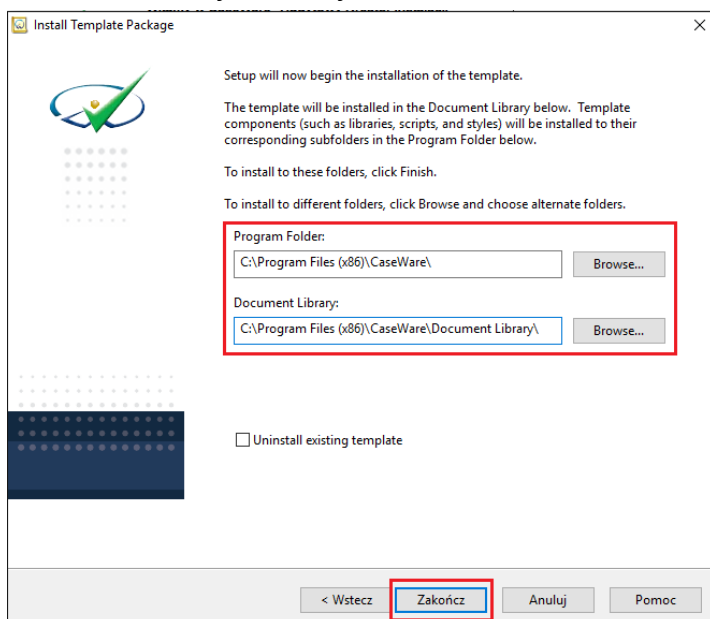 Install Template Package
Setup will now begin the installation of the template.
The template will be installed in the Document Library below. Template
components (such as libraries, scripts, and styles) will be installed to their
corresponding subfolders in the Program Folder below.
To install to these folders, click Finish.
To install to different folders, click Browse and choose alternate folders.
Program Folder:
C:\Program Files (x86)\CaseWare\
Browse...
Document Library:
C:\Program Files (x86)\CaseWare\Document Library\
Browse...
Uninstall existing template
< Wstecz
Zakończ
Anuluj
Pomoc